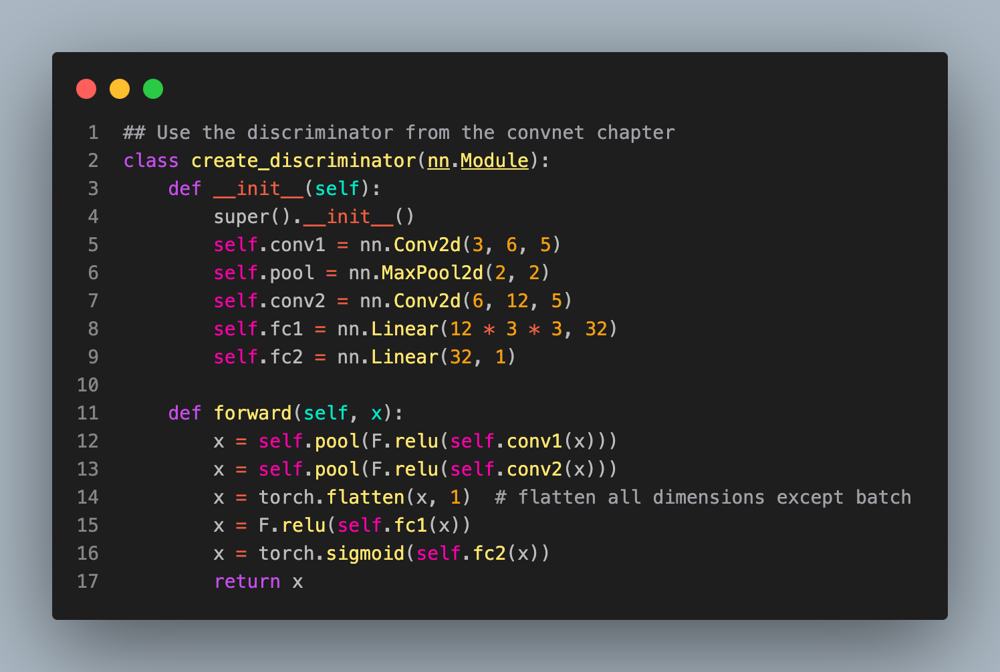 1 ## Use the discriminator from the convnet chapter
2 class create_discriminator(nn.Module):
3     def __init__(self):
4         super().__init__()
5         self.conv1 = nn.Conv2d(3, 6, 5)
6         self.pool = nn.MaxPool2d(2, 2)
7         self.conv2 = nn.Conv2d(6, 12, 5)
8         self.fc1 = nn.Linear(12 * 3 * 3, 32)
9         self.fc2 = nn.Linear(32, 1)
10
11     def forward(self, x):
12         x = self.pool(F.relu(self.conv1(x)))
13         x = self.pool(F.relu(self.conv2(x)))
14         x = torch.flatten(x, 1)  # flatten all dimensions except batch
15         x = F.relu(self.fc1(x))
16         x = torch.sigmoid(self.fc2(x))
17         return x